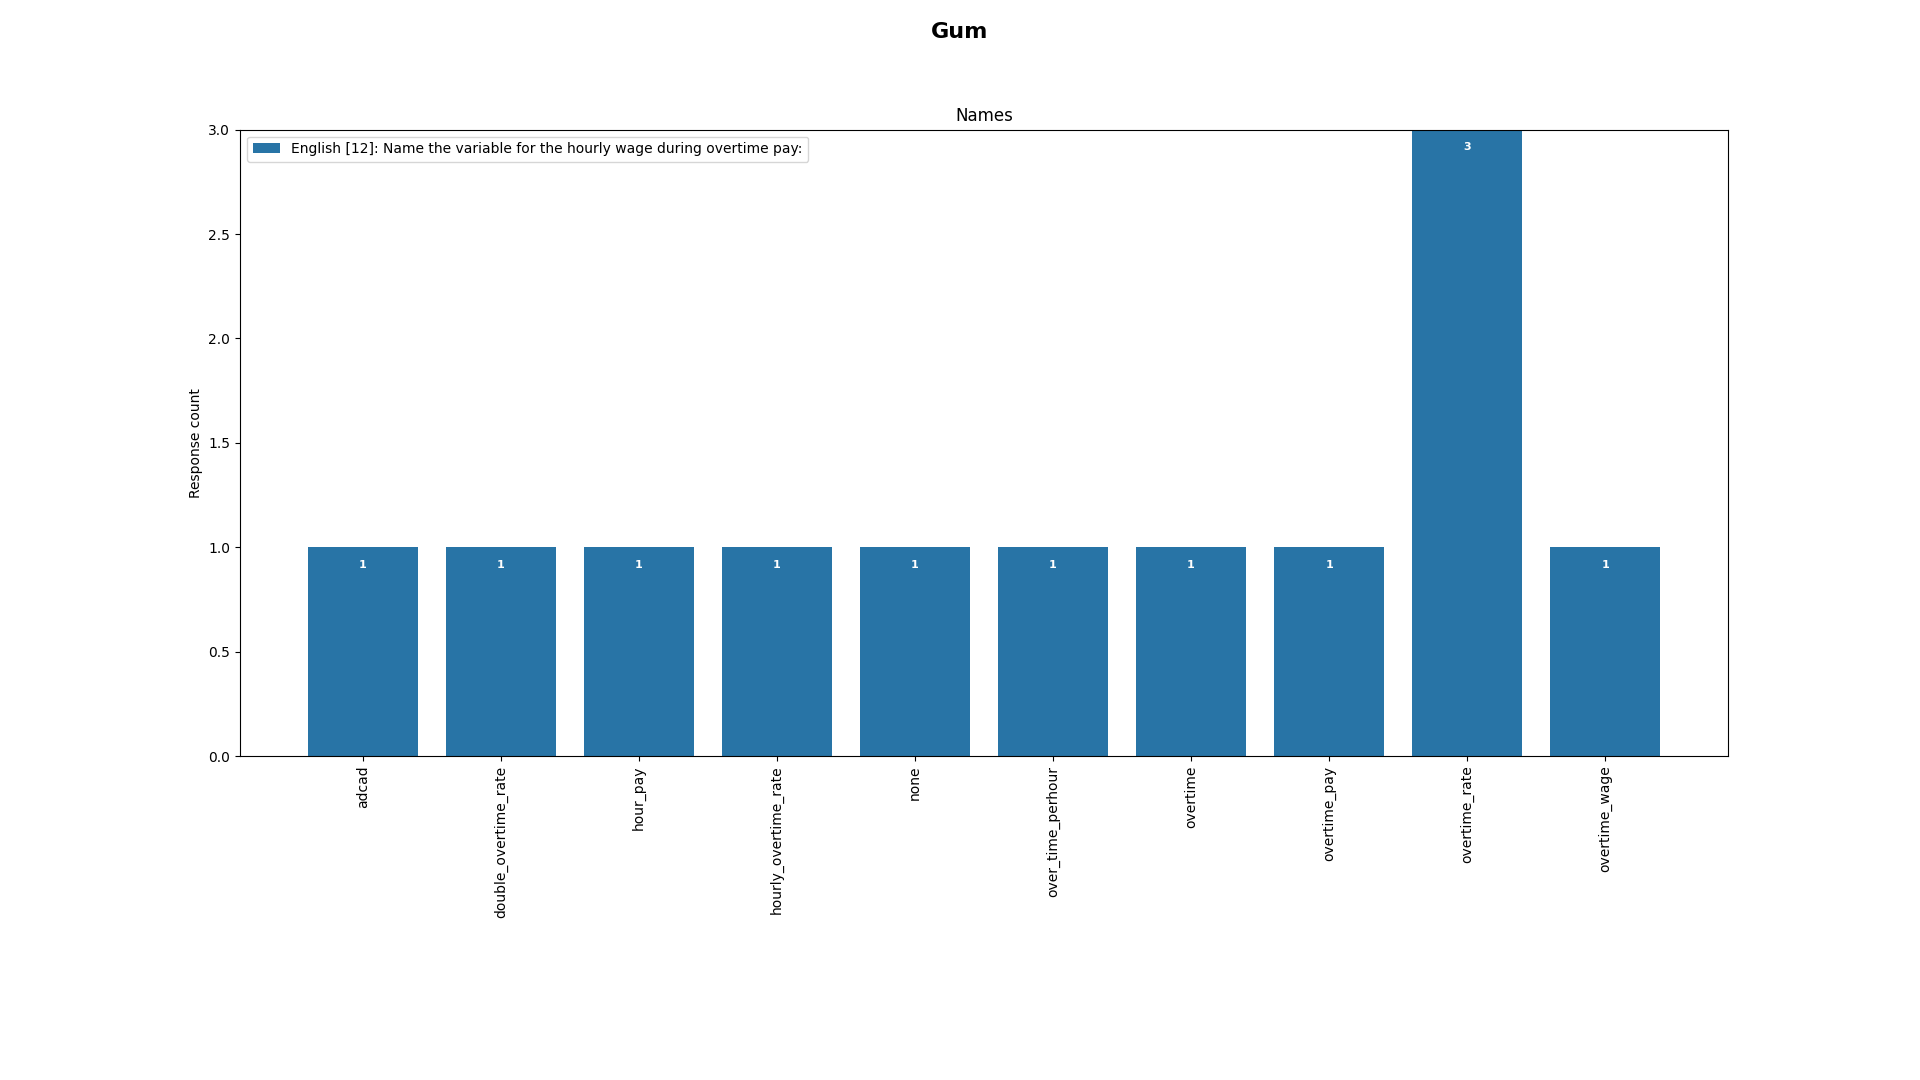 Gum
Names
English [12]: Name the variable for the hourly wage during overtime pay:
Response count
3.0
2.5
2.0
1.5
1.0
0.5
0.0
1
1
1
1
1
1
1
1
3
1
adcad
double_overtime_rate
hour_pay
hourly_overtime_rate
none
over_time_perhour
overtime
overtime_pay
overtime_rate
overtime_wage